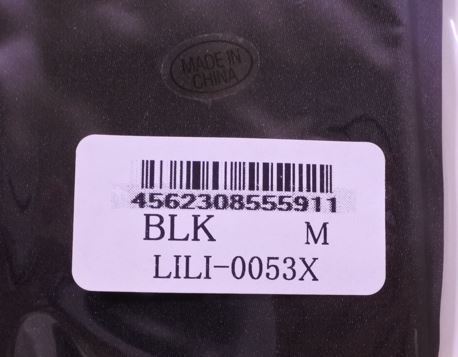 MADE IN
CHINA
4562308555911
BLK M
LILI-0053X